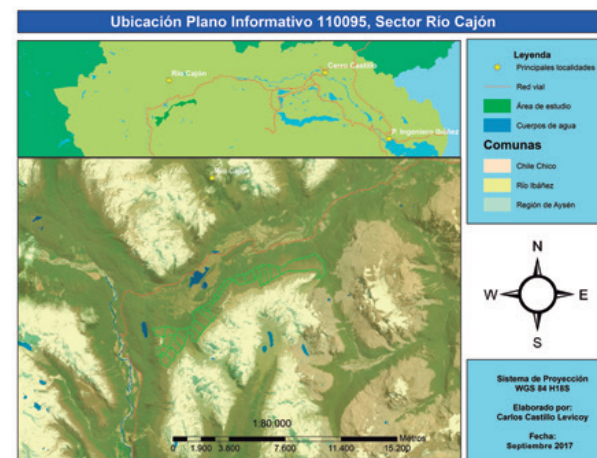 Ubicación Plano Informativo 110095, Sector Río Cajón
Río Cajón
Cerro Castillo
P. Ingeniero Ibáñez
Leyenda
Principales localidades
Red vial
Área de estudio
Cuerpos de agua
Comunas
Chile Chico
Río Ibáñez
Región de Aysén
N
W
E
S
1:80.000
Metros
0 1.900 3.800 7.600 11.400 15.200
Sistema de Proyección
WGS 84 H18S
Elaborado por:
Carlos Castillo Levicoy
Fecha:
Septiembre 2017